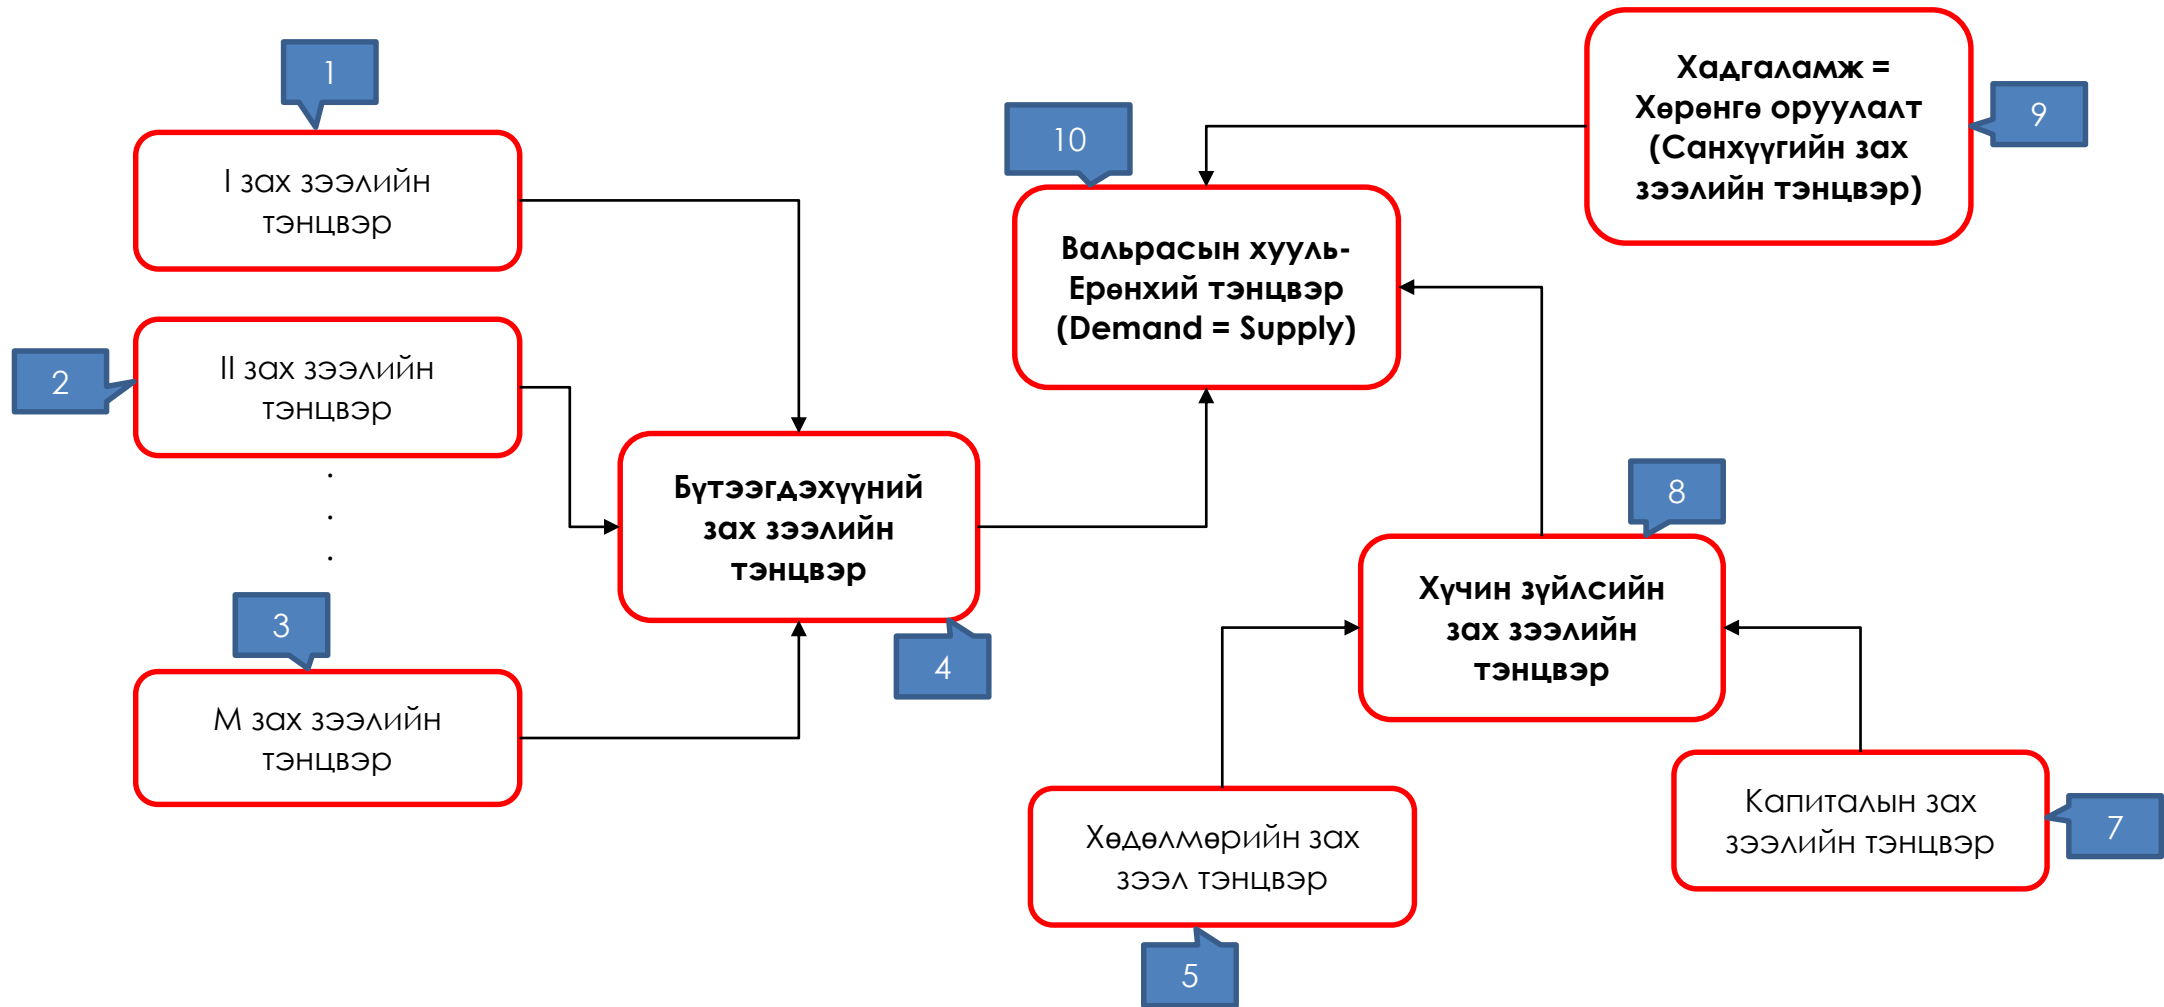 1
I зах зээлийн
тэнцвэр
2
II зах зээлийн
тэнцвэр
.
.
.
3
М зах зээлийн
тэнцвэр
Бүтээгдэхүүний
зах зээлийн
тэнцвэр
4
10
Вальрасын хууль-
Ерөнхий тэнцвэр
(Demand = Supply)
Хадгаламж =
Хөрөнгө оруулалт
(Санхүүгийн зах
зээлийн тэнцвэр)
9
8
Хүчин зүйлсийн
зах зээлийн
тэнцвэр
Хөдөлмөрийн зах
зээл тэнцвэр
5
Капиталын зах
зээлийн тэнцвэр
7